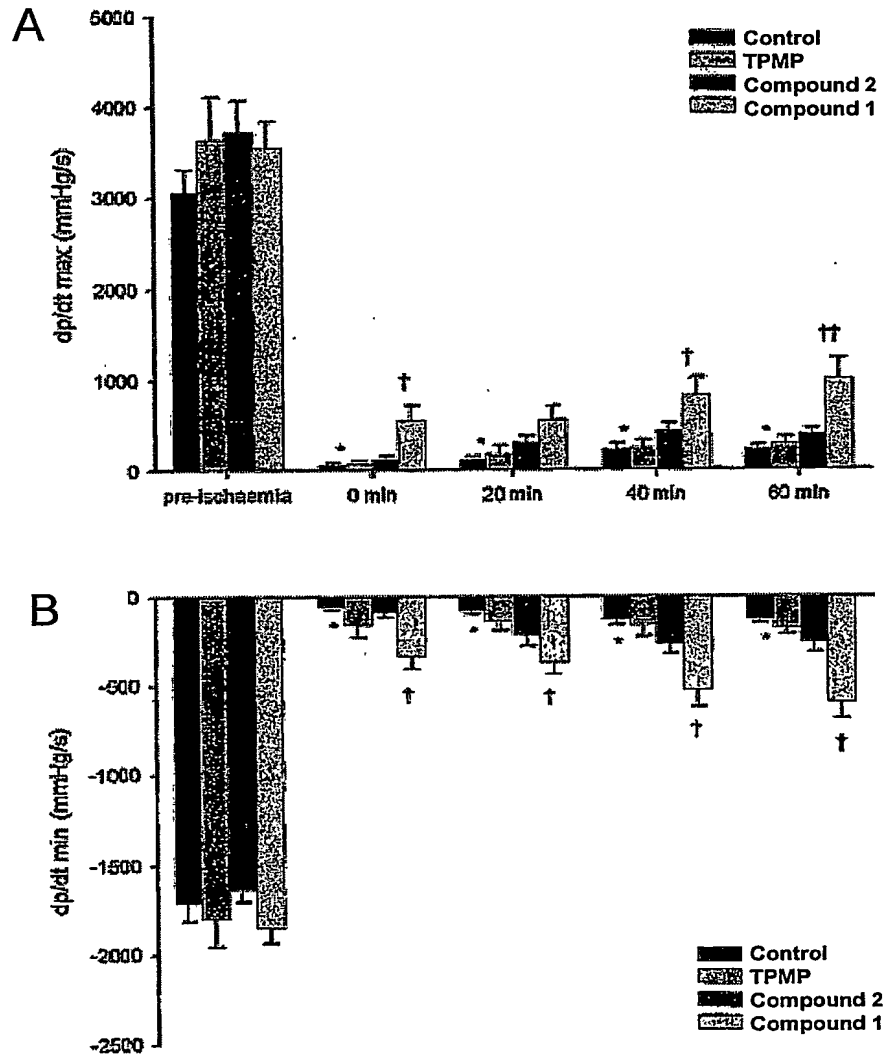 A
5000
4000
3000
2000
1000
0
dp/dt max (mmHg/s)
Control
TPMP
Compound 2
Compound 1
†
††
†
*
*
*
*
pre-ischaemia 0 min 20 min 40 min 60 min
B
0
-500
-1000
-1500
-2000
-2500
dp/dt min (mmHg/s)
*
*
*
*
†
†
†
Control
TPMP
Compound 2
Compound 1